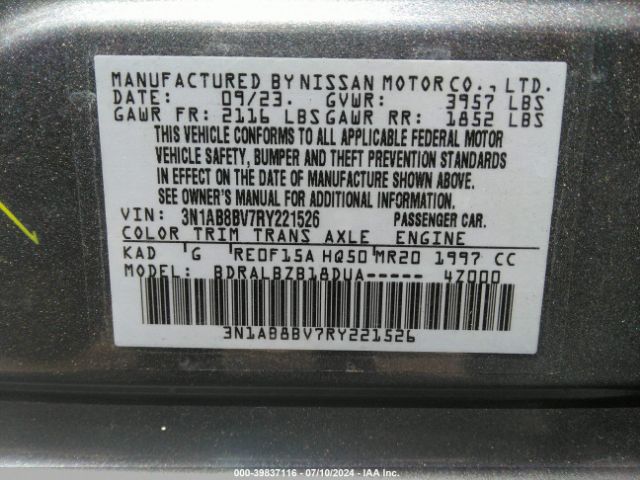 MANUFACTURED BY NISSAN MOTOR CO., LTD.
DATE: 09/23. GVWR: 3957 LBS
GAWR FR: 2116 LBS GAWR RR: 1852 LBS
THIS VEHICLE CONFORMS TO ALL APPLICABLE FEDERAL MOTOR
VEHICLE SAFETY, BUMPER AND THEFT PREVENTION STANDARDS
IN EFFECT ON THE DATE OF MANUFACTURE SHOWN ABOVE.
SEE OWNER'S MANUAL FOR ADDITIONAL INFORMATION.
VIN: 3N1AB8BV7RY221526 PASSENGER CAR.
COLOR TRIM TRANS AXLE ENGINE
KAD G RE0F15A HQ50 MR20 1997 CC
MODEL: BDRALBZB18DUA----- 4Z000
3N1AB8BV7RY221526
000-39837116 - 07/10/2024 - IAA Inc.